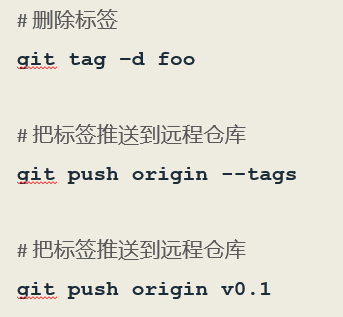 # 删除标签
git tag –d foo
# 把标签推送到远程仓库
git push origin --tags
# 把标签推送到远程仓库
git push origin v0.1